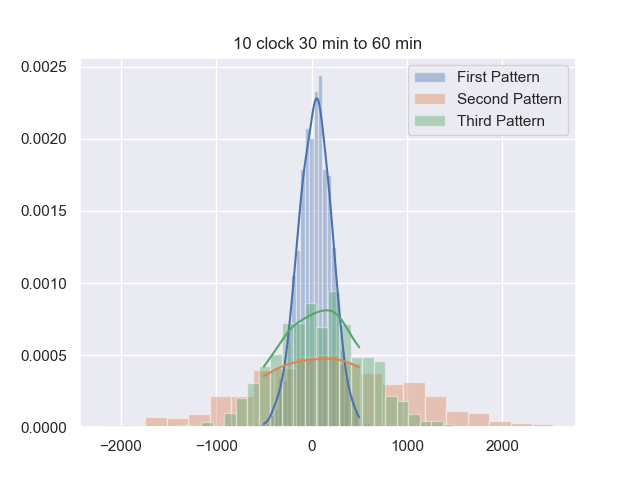 10 clock 30 min to 60 min
First Pattern
Second Pattern
Third Pattern
0.0025
0.0020
0.0015
0.0010
0.0005
0.0000
−2000 −1000 0 1000 2000